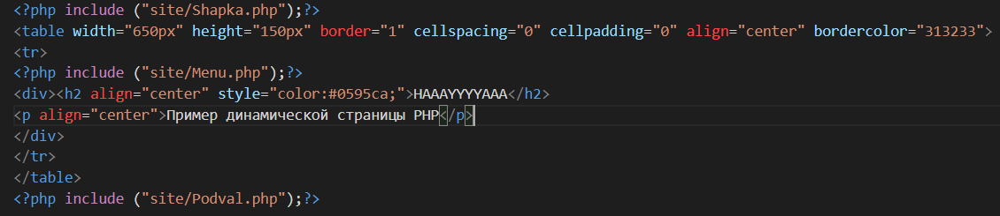 <?php include ("site/Shapka.php");?>
<table width="650px" height="150px" border="1" cellspacing="0" cellpadding="0" align="center" bordercolor="313233">
<tr>
<?php include ("site/Menu.php");?>
<div><h2 align="center" style="color:#0595ca;">HAAAYYYYAAA</h2>
<p align="center">Пример динамической страницы PHP</p>
</div>
</tr>
</table>
<?php include ("site/Podval.php");?>